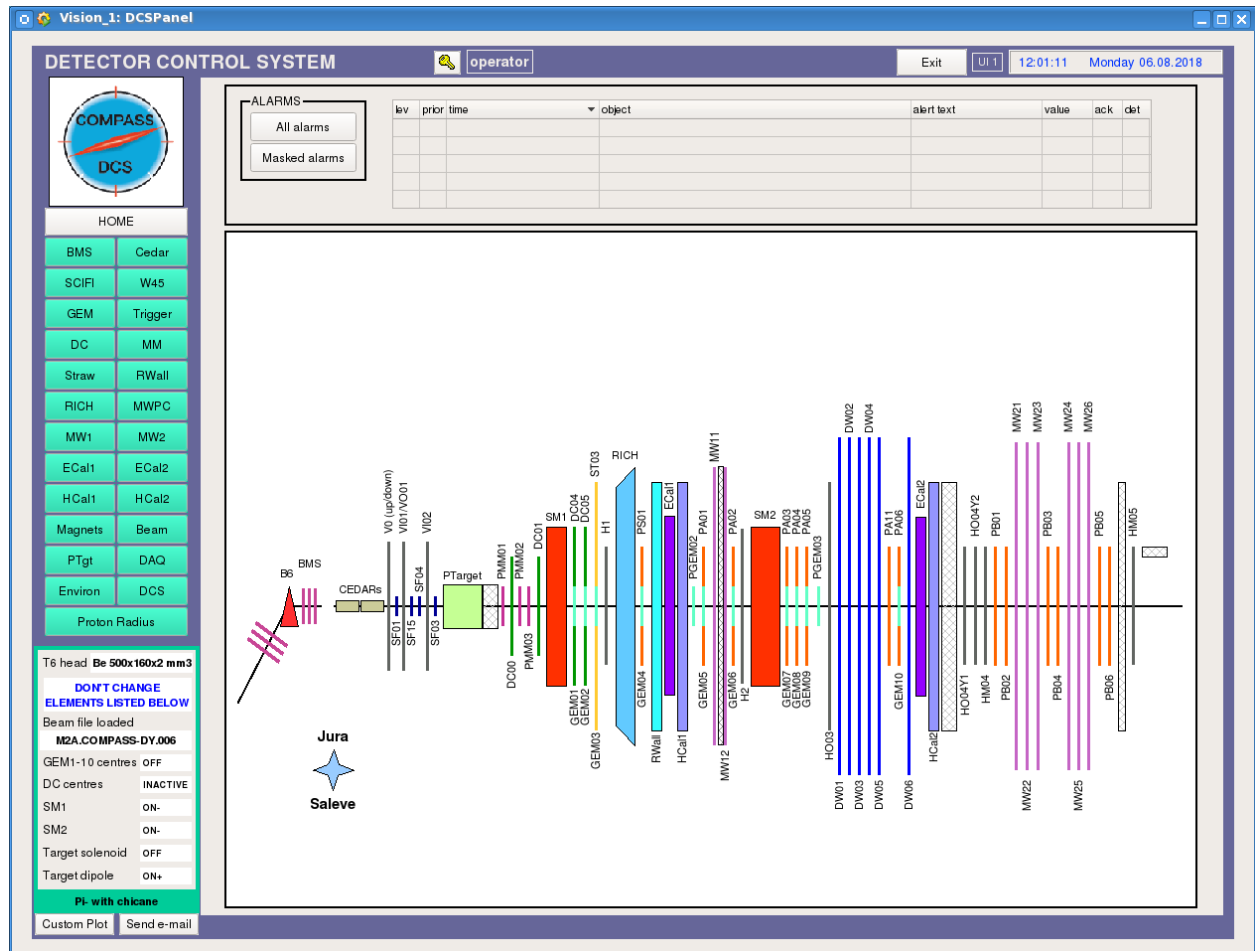 Vision_1: DCSPanel
DETECTOR CONTROL SYSTEM operator Exit UI 1 12:01:11 Monday 06.08.2018
COMPASS
DCS
ALARMS
All alarms
Masked alarms
lev prior time object alert text value ack det
HOME
BMS Cedar
SCIFI W45
GEM Trigger
DC MM
Straw RWall
RICH MWPC
MW1 MW2
ECal1 ECal2
HCal1 HCal2
Magnets Beam
PTgt DAQ
Environ DCS
Proton Radius
T6 head Be 500x160x2 mm3
DON'T CHANGE
ELEMENTS LISTED BELOW
Beam file loaded
M2A.COMPASS-DY.006
GEM1-10 centres OFF
DC centres INACTIVE
SM1 ON-
SM2 ON-
Target solenoid OFF
Target dipole ON+
Pi- with chicane
Custom Plot Send e-mail
B6
BMS
CEDARs
V0 (up/down)
VI01/VO01
VI02
SF01
SF15
SF04
SF03
PTarget
PMM01
DC00
PMM02
PMM03
DC01
SM1
DC04
DC05
GEM01
GEM02
ST03
GEM03
H1
RICH
PS01
GEM04
RWall
ECal1
HCal1
PGEM02
PA01
GEM05
MW11
MW12
PA02
GEM06
H2
SM2
PA03
PA04
PA05
GEM07
GEM08
GEM09
PGEM03
HO03
DW01
DW02
DW03
DW04
DW05
PA11
PA06
GEM10
DW06
ECal2
HCal2
HO04Y1
HO04Y2
HM04
PB01
PB02
MW21
MW22
MW23
PB03
PB04
MW24
MW25
MW26
PB05
PB06
HM05
Jura
Saleve